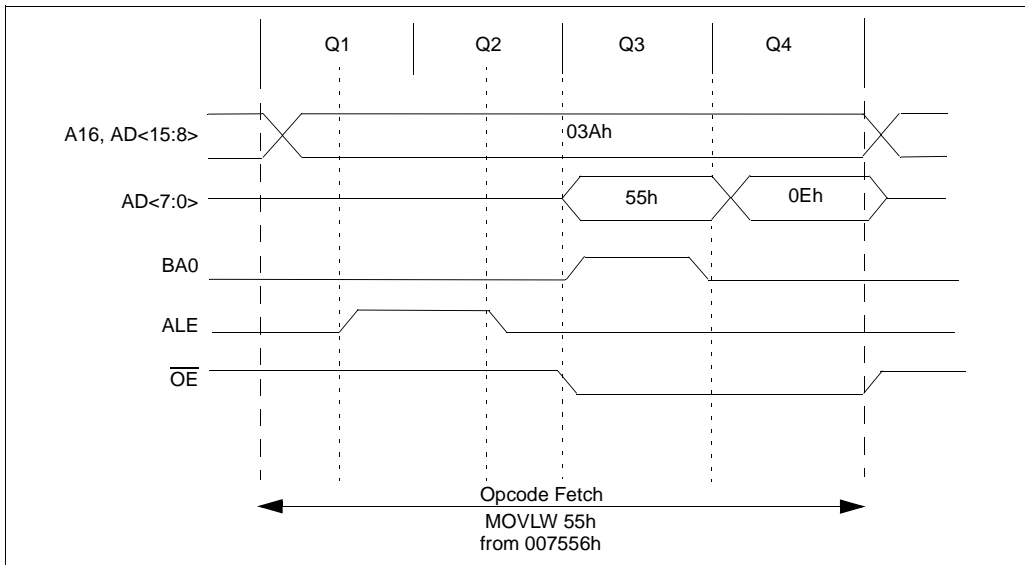 Q1 Q2 Q3 Q4
A16, AD<15:8> 03Ah
AD<7:0> 55h 0Eh
BA0
ALE
OE
Opcode Fetch
MOVLW 55h
from 007556h